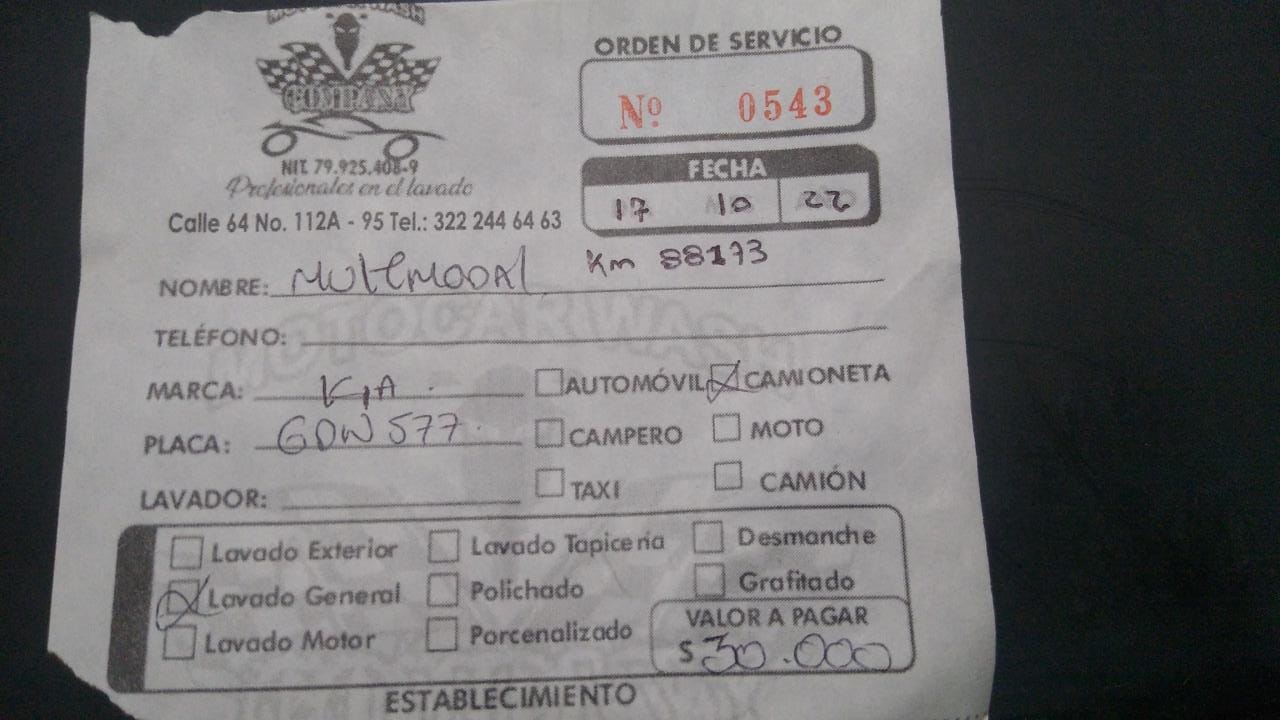 COMPANY
NIT. 79.925.408-9
Profesionales en el lavado
Calle 64 No. 112A - 95 Tel.: 322 244 64 63
ORDEN DE SERVICIO
Nº 0543
FECHA
17 10 22
Km 88173
NOMBRE:
TELÉFONO:
MARCA: KIA
AUTOMÓVIL CAMIONETA
PLACA: GDW 577
CAMPERO MOTO
LAVADOR:
TAXI CAMIÓN
Lavado Exterior Lavado Tapiceria Desmanche
Lavado General Polichado Grafitado
Lavado Motor Porcenalizado
VALOR A PAGAR
$ 30.000
ESTABLECIMIENTO